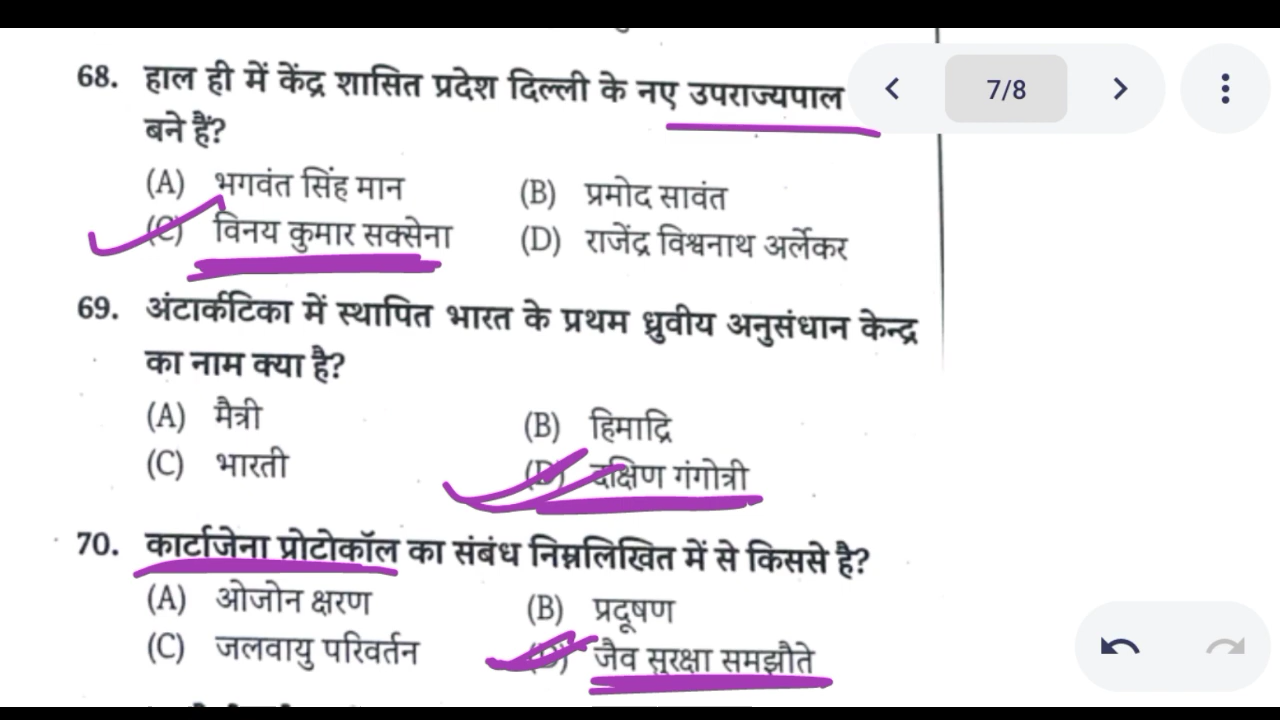 68. हाल ही में केंद्र शासित प्रदेश दिल्ली के नए उपराज्यपाल
बने हैं?
(A) भगवंत सिंह मान (B) प्रमोद सावंत
(C) विनय कुमार सक्सेना (D) राजेंद्र विश्वनाथ अर्लेकर
69. अंटार्कटिका में स्थापित भारत के प्रथम ध्रुवीय अनुसंधान केन्द्र
का नाम क्या है?
(A) मैत्री (B) हिमाद्रि
(C) भारती (D) दक्षिण गंगोत्री
70. कार्टाजेना प्रोटोकॉल का संबंध निम्नलिखित में से किससे है?
(A) ओजोन क्षरण (B) प्रदूषण
(C) जलवायु परिवर्तन (D) जैव सुरक्षा समझौते
7/8